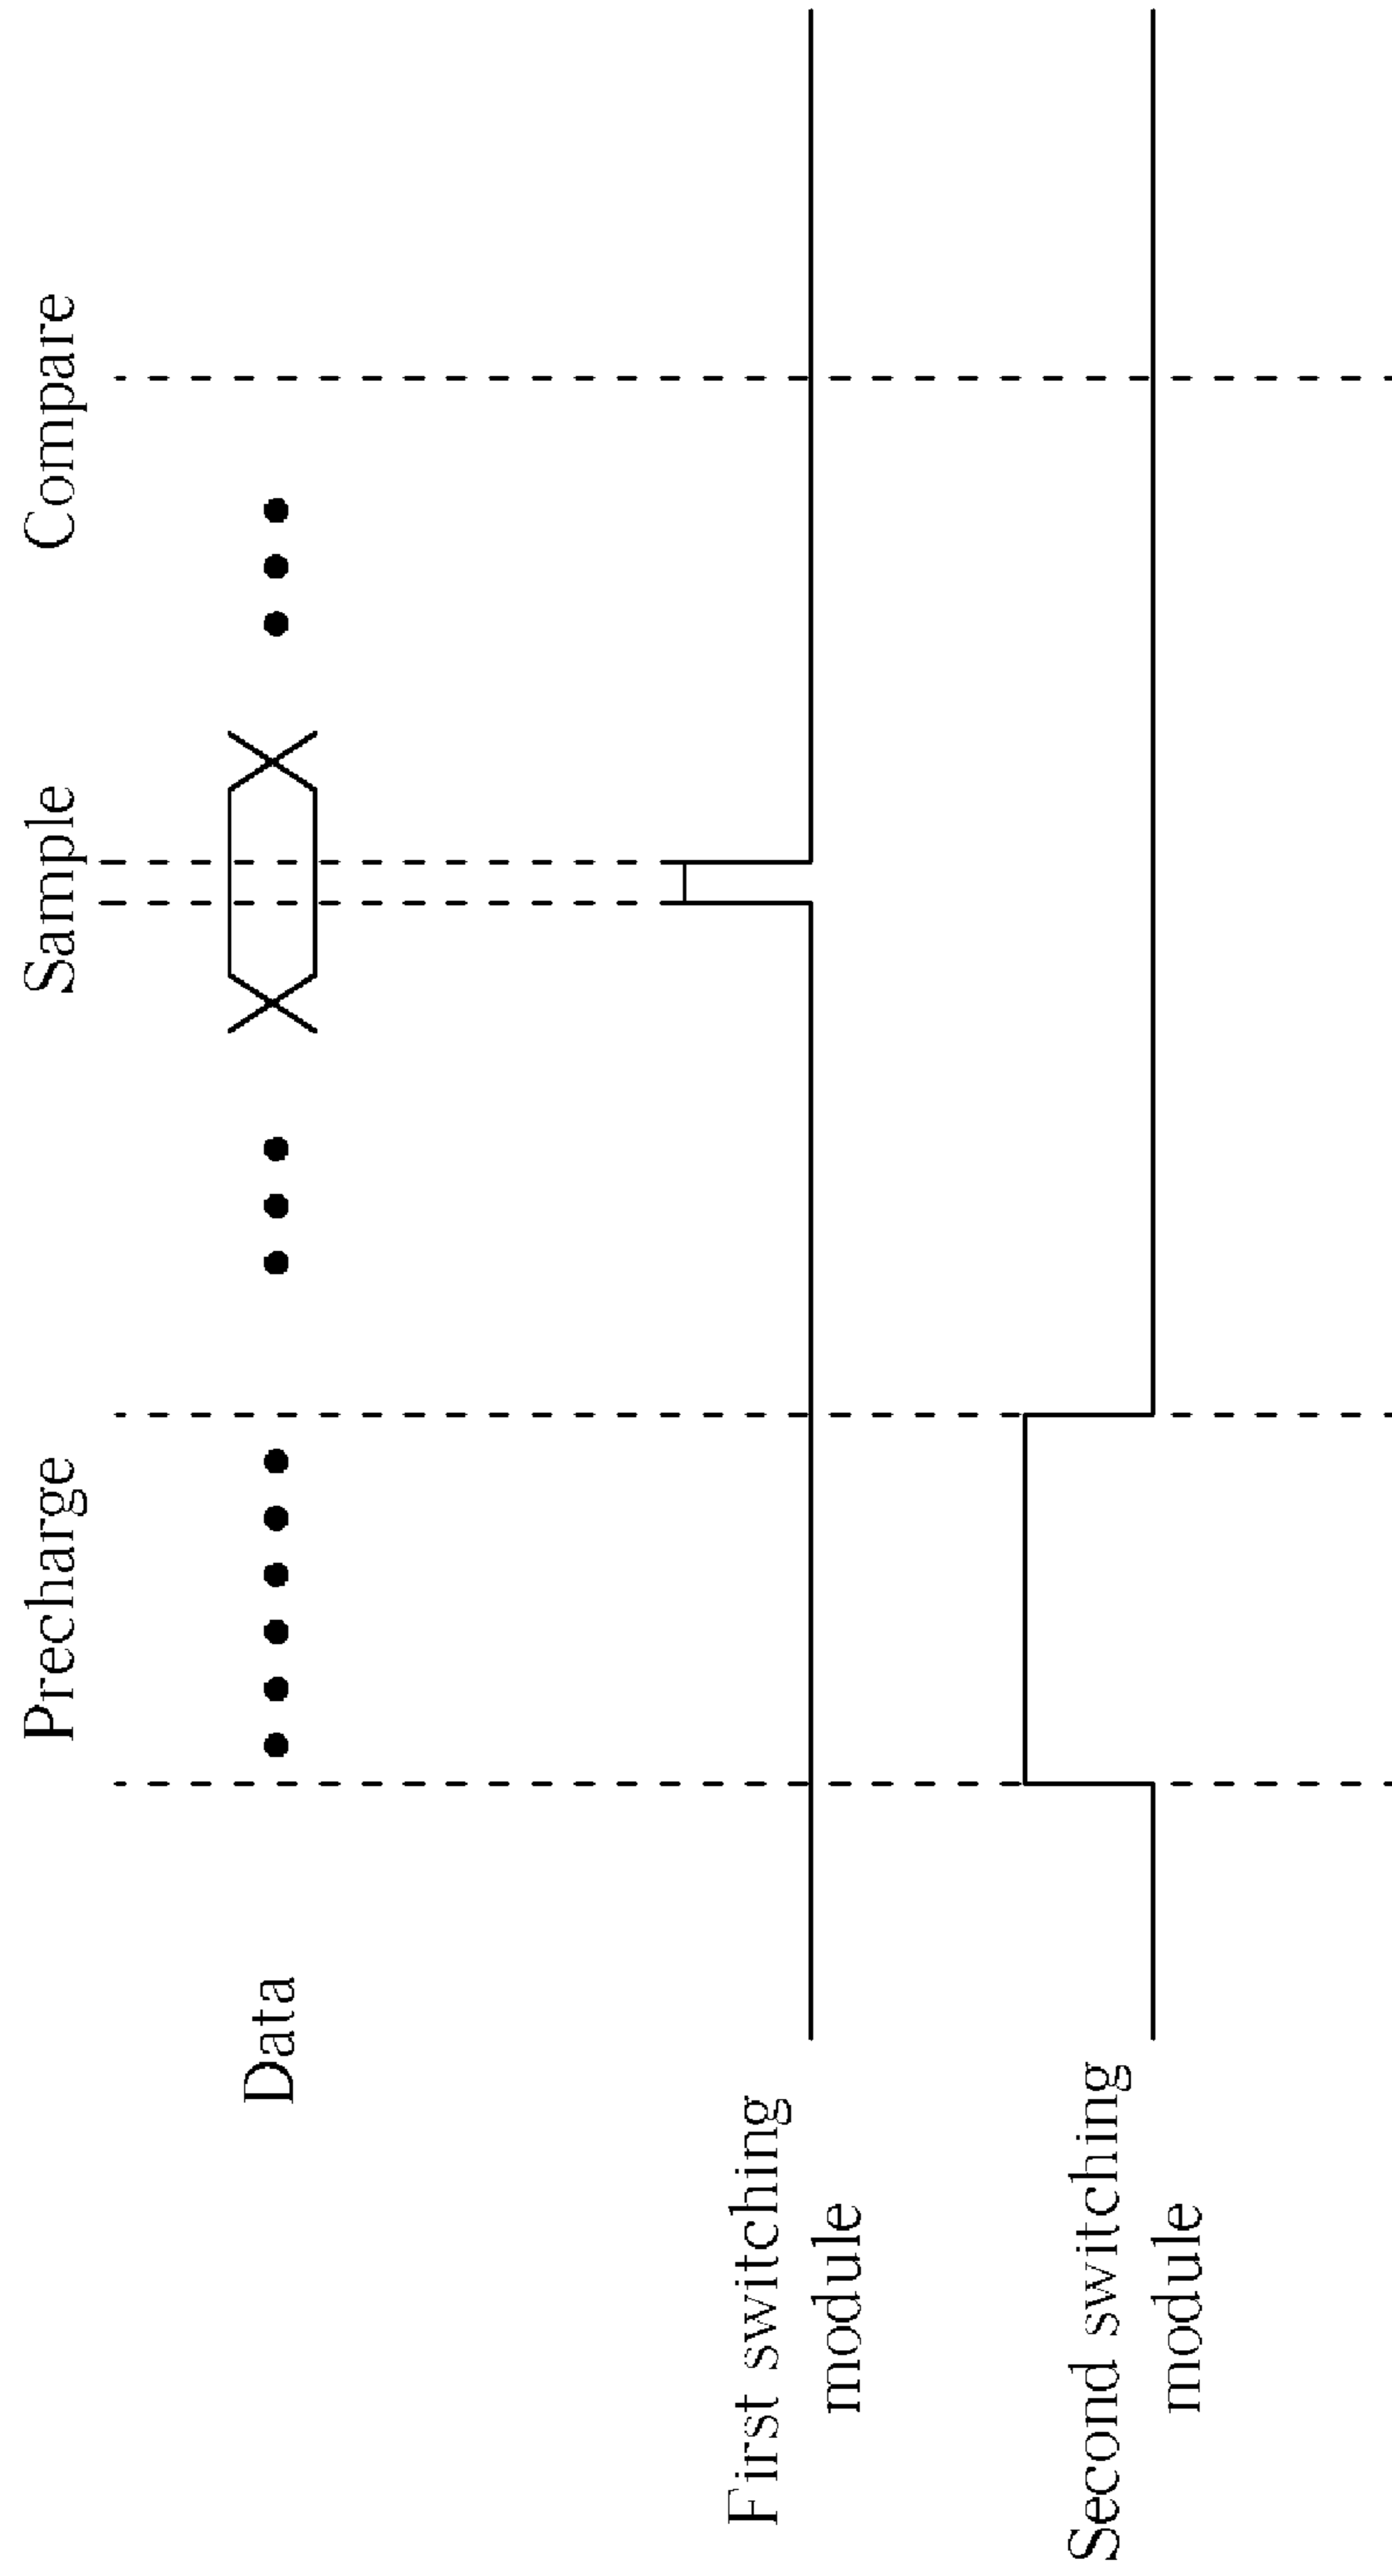 Precharge
Sample
Compare
Data
First switching
module
Second switching
module